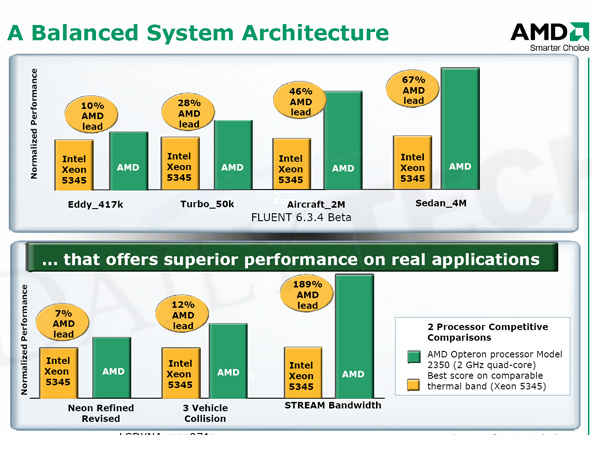 A Balanced System Architecture
AMD
Smarter Choice
Normalized Performance
10%
AMD
lead
28%
AMD
lead
46%
AMD
lead
67%
AMD
lead
Intel
Xeon
5345
AMD
Intel
Xeon
5345
AMD
Intel
Xeon
5345
AMD
Intel
Xeon
5345
AMD
Eddy_417k
Turbo_50k
Aircraft_2M
Sedan_4M
FLUENT 6.3.4 Beta
... that offers superior performance on real applications
Normalized Performance
7%
AMD
lead
12%
AMD
lead
189%
AMD
lead
Intel
Xeon
5345
AMD
Intel
Xeon
5345
AMD
Intel
Xeon
5345
AMD
Neon Refined
Revised
3 Vehicle
Collision
STREAM Bandwidth
2 Processor Competitive
Comparisons
AMD Opteron processor Model
2350 (2 GHz quad-core)
Best score on comparable
thermal band (Xeon 5345)